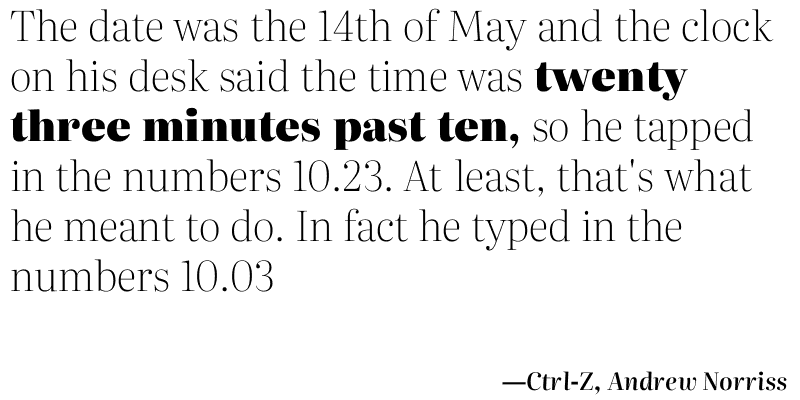 The date was the 14th of May and the clock
on his desk said the time was twenty
three minutes past ten, so he tapped
in the numbers 10.23. At least, that's what
he meant to do. In fact he typed in the
numbers 10.03
—Ctrl-Z, Andrew Norriss